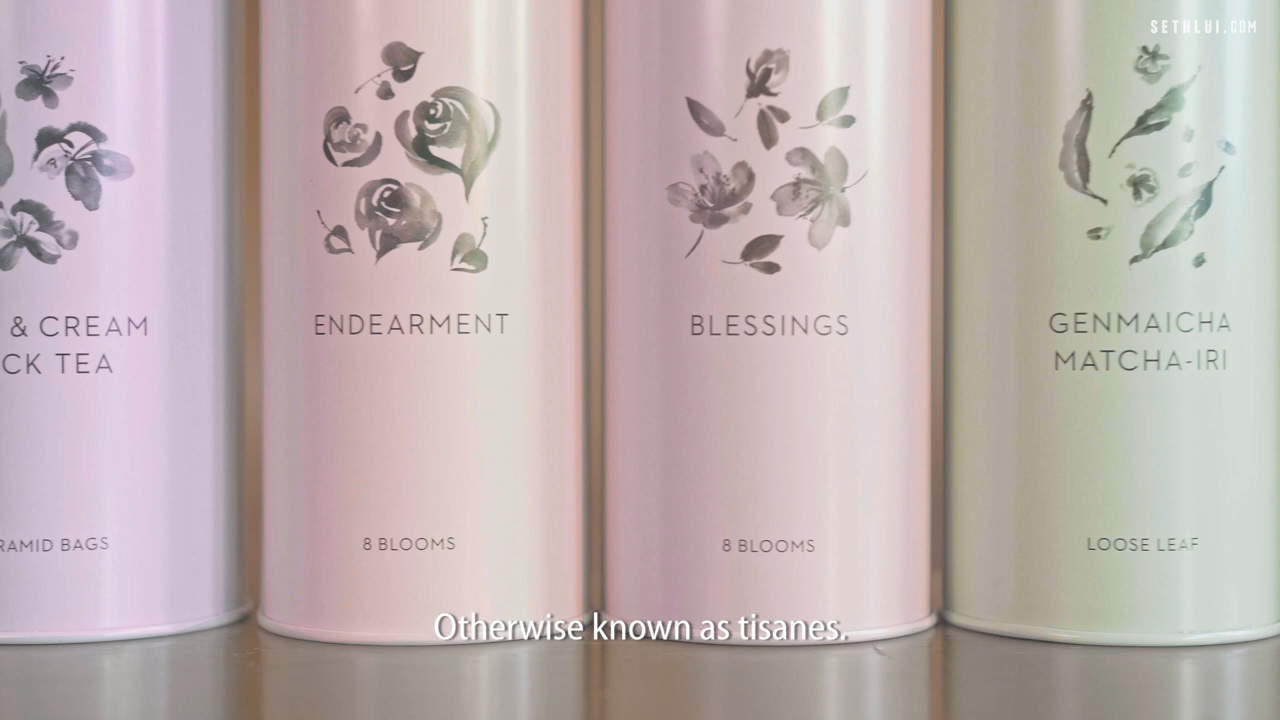 SETHLUI.COM
& CREAM
CK TEA
BAGS
ENDEARMENT
8 BLOOMS
BLESSINGS
8 BLOOMS
GENMAICHA
MATCHA-IRI
LOOSE LEAF
Otherwise known as tisanes.